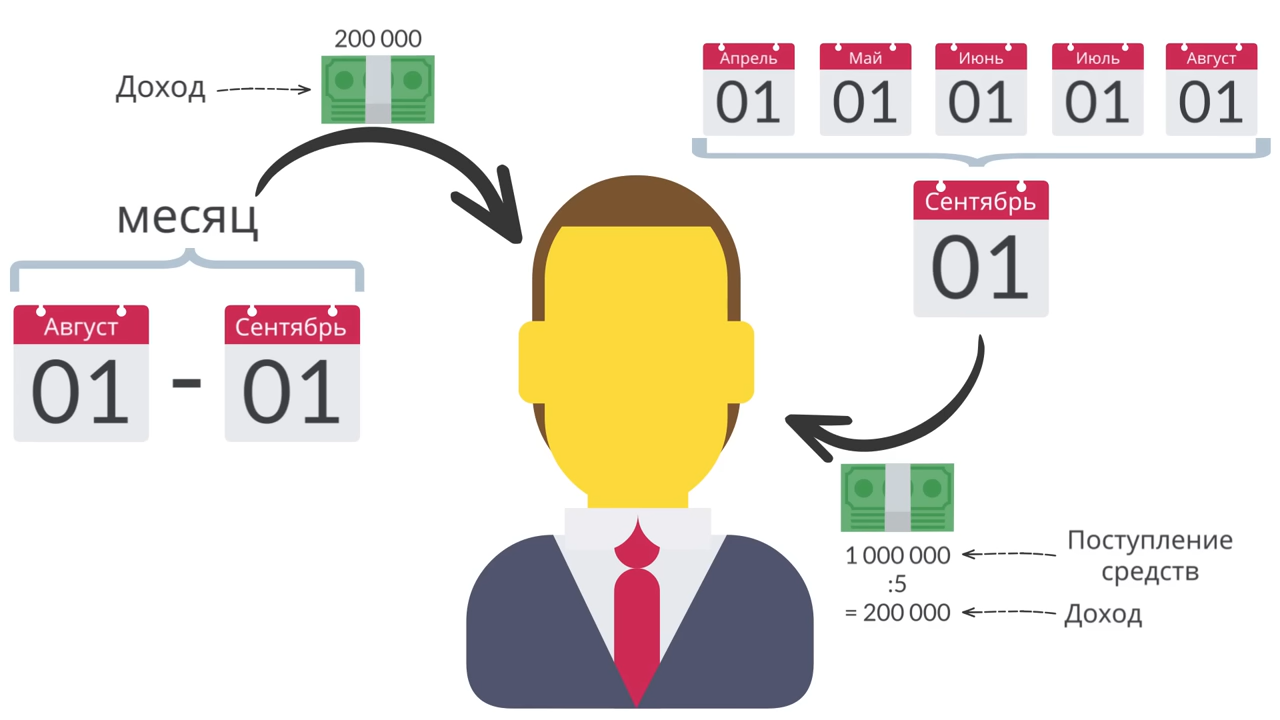 200 000
Доход
месяц
Август
01
-
Сентябрь
01
Апрель
01
Май
01
Июнь
01
Июль
01
Август
01
Сентябрь
01
1 000 000
:5
= 200 000
Поступление
средств
Доход